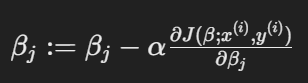 β_j := β_j − α ∂J(β;x^(i),y^(i)) / ∂β_j